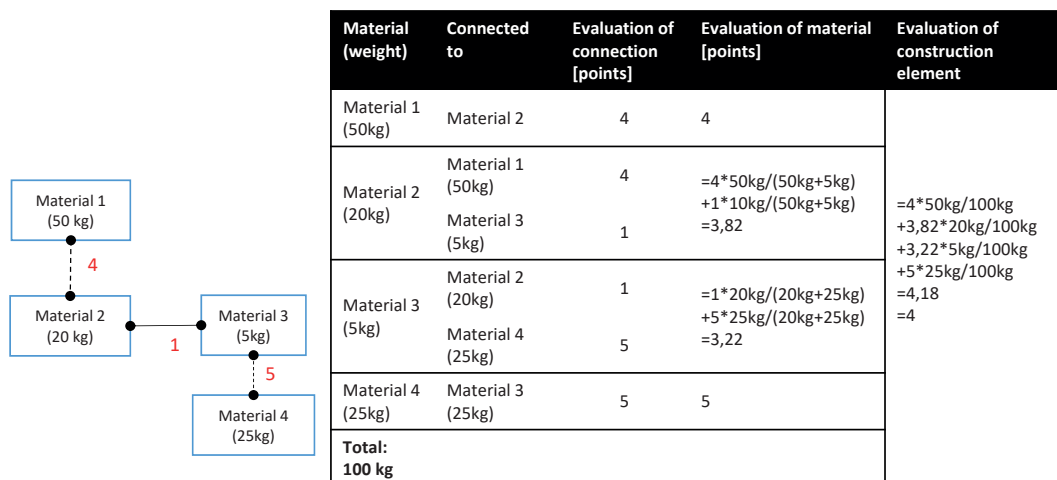 Material 1
(50 kg)
4
Material 2
(20 kg)
1
Material 3
(5kg)
5
Material 4
(25kg)
Material
(weight)
Connected
to
Evaluation of
connection
[points]
Evaluation of material
[points]
Evaluation of
construction
element
Material 1
(50kg)
Material 2
4
4
Material 2
(20kg)
Material 1
(50kg)
4
Material 3
(5kg)
1
=4*50kg/(50kg+5kg)
+1*10kg/(50kg+5kg)
=3,82
Material 3
(5kg)
Material 2
(20kg)
1
Material 4
(25kg)
5
=1*20kg/(20kg+25kg)
+5*25kg/(20kg+25kg)
=3,22
Material 4
(25kg)
Material 3
(25kg)
5
5
=4*50kg/100kg
+3,82*20kg/100kg
+3,22*5kg/100kg
+5*25kg/100kg
=4,18
=4
Total:
100 kg